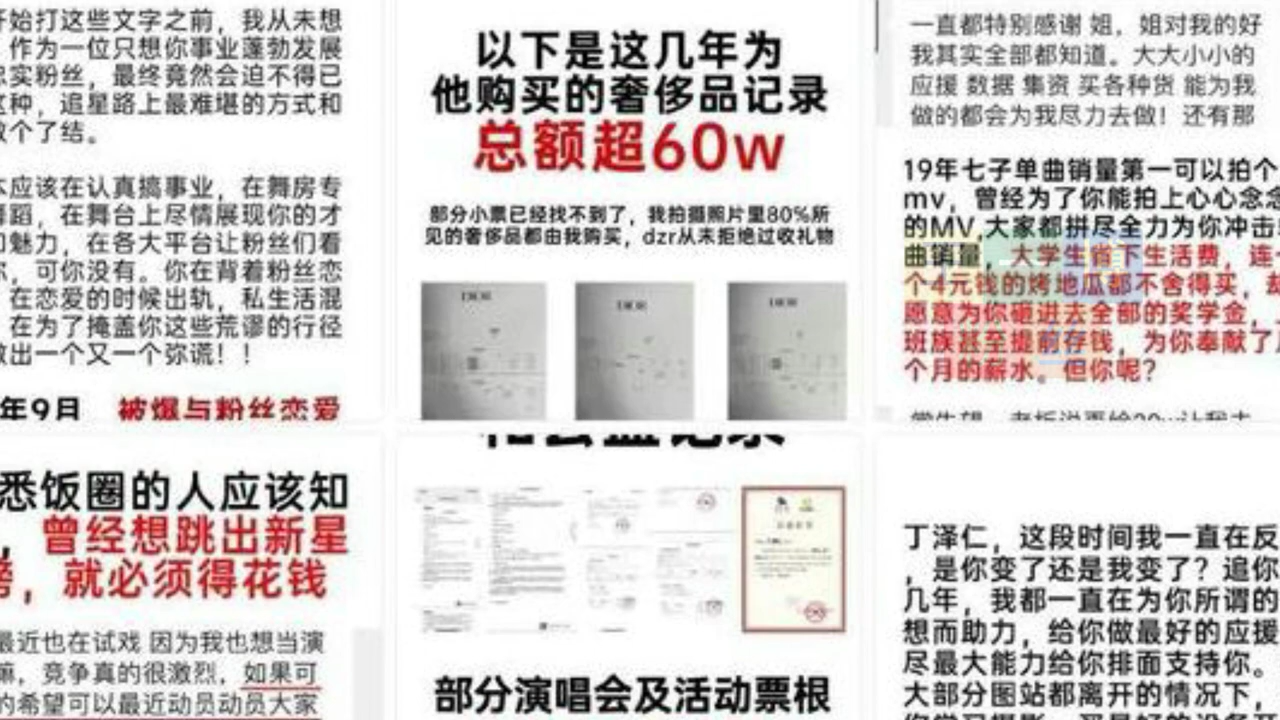 开始打这些文字之前，我从未想
作为一位只想你事业蓬勃发展
忠实粉丝，最终竟然会迫不得已
这种，追星路上最难堪的方式和
做个了结。
本应该在认真搞事业，在舞房专
舞蹈，在舞台上尽情展现你的才
和魅力，在各大平台让粉丝们看
你，可你没有。你在背着粉丝恋
在恋爱的时候出轨，私生活混
在为了掩盖你这些荒谬的行径
做出一个又一个弥谎！！
年9月 被爆与粉丝恋爱
以下是这几年为
他购买的奢侈品记录
总额超60w
部分小票已经找不到了，我拍摄照片里80%所
见的奢侈品都由我购买，dzr从未拒绝过收礼物
一直都特别感谢 姐，姐对我的好
我其实全部都知道。大大小小的
应援 数据 集资 买各种货 能为我
做的都会为我尽力去做！还有那
19年七子单曲销量第一可以拍个
mv，曾经为了你能拍上心心念念
的MV,大家都拼尽全力为你冲击
曲销量，大学生省下生活费，连
个4元钱的烤地瓜都不舍得买，
愿意为你砸进去全部的奖学金，
班族甚至提前存钱，为你奉献了
个月的薪水。但你呢？
悉饭圈的人应该知
，曾经想跳出新星
榜，就必须得花钱
最近也在试戏 因为我也想当演
嘛，竞争真的很激烈，如果可
的希望可以最近动员动员大家
部分演唱会及活动票根
丁泽仁，这段时间我一直在反
，是你变了还是我变了？追你
几年，我都一直在为你所谓的
想而助力，给你做最好的应援
尽最大能力给你排面支持你。
大部分图站都离开的情况下，